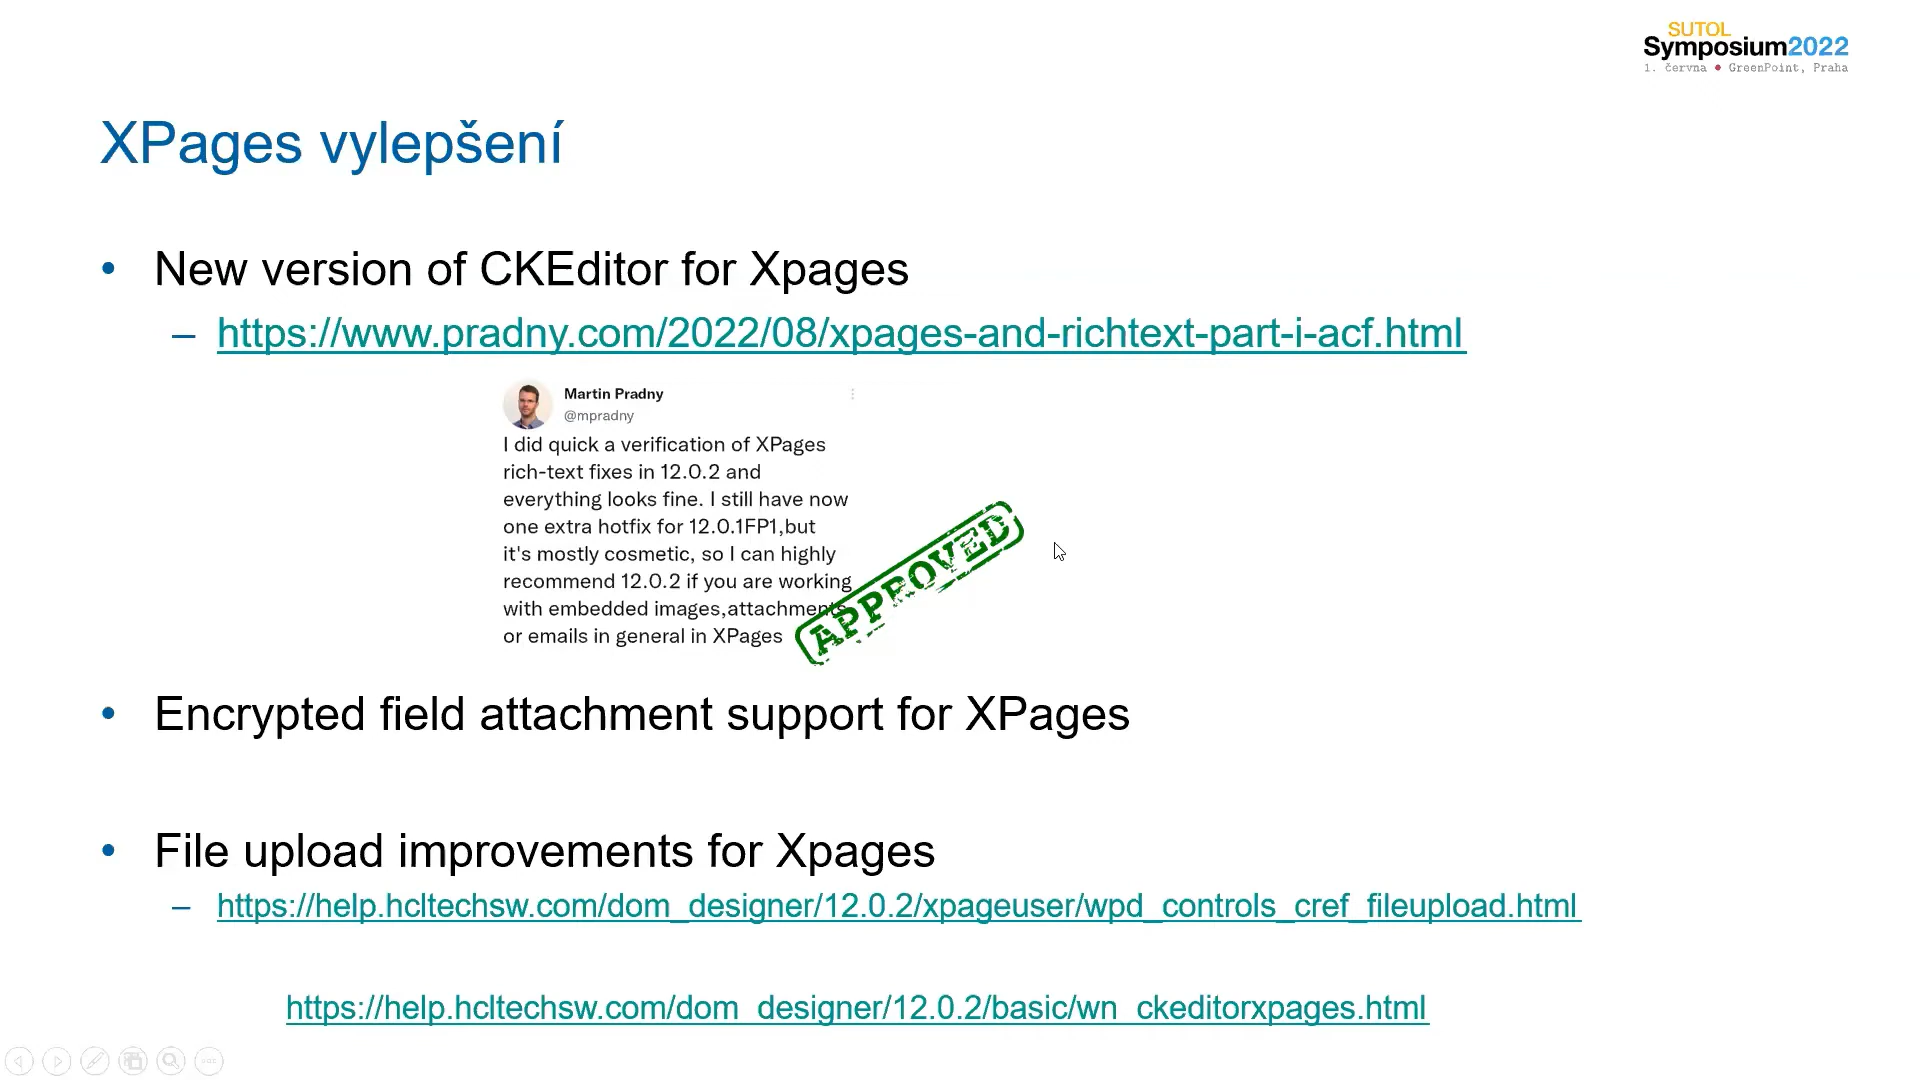 SUTOL
Symposium2022
1. června • GreenPoint, Praha
XPages vylepšení
• New version of CKEditor for Xpages
– https://www.pradny.com/2022/08/xpages-and-richtext-part-i-acf.html
Martin Pradny
@mpradny
I did quick a verification of XPages
rich-text fixes in 12.0.2 and
everything looks fine. I still have now
one extra hotfix for 12.0.1FP1,but
it's mostly cosmetic, so I can highly
recommend 12.0.2 if you are working
with embedded images,attachments
or emails in general in XPages
APPROVED
• Encrypted field attachment support for XPages
• File upload improvements for Xpages
– https://help.hcltechsw.com/dom_designer/12.0.2/xpageuser/wpd_controls_cref_fileupload.html
https://help.hcltechsw.com/dom_designer/12.0.2/basic/wn_ckeditorxpages.html